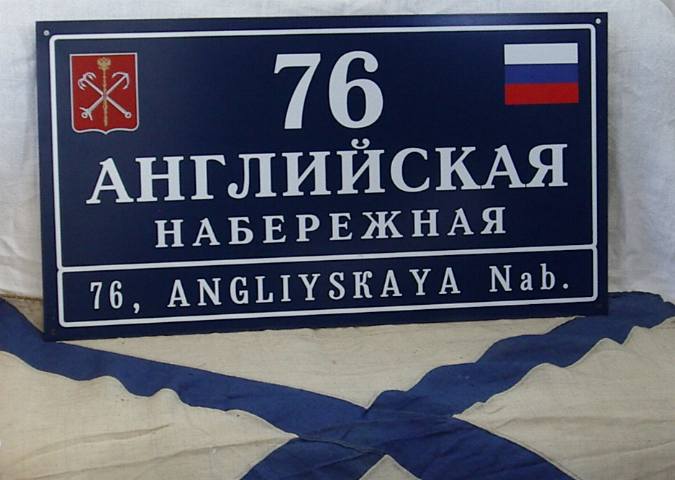 76
АНГЛИЙСКАЯ
НАБЕРЕЖНАЯ
76, ANGLIYSKAYA Nab.